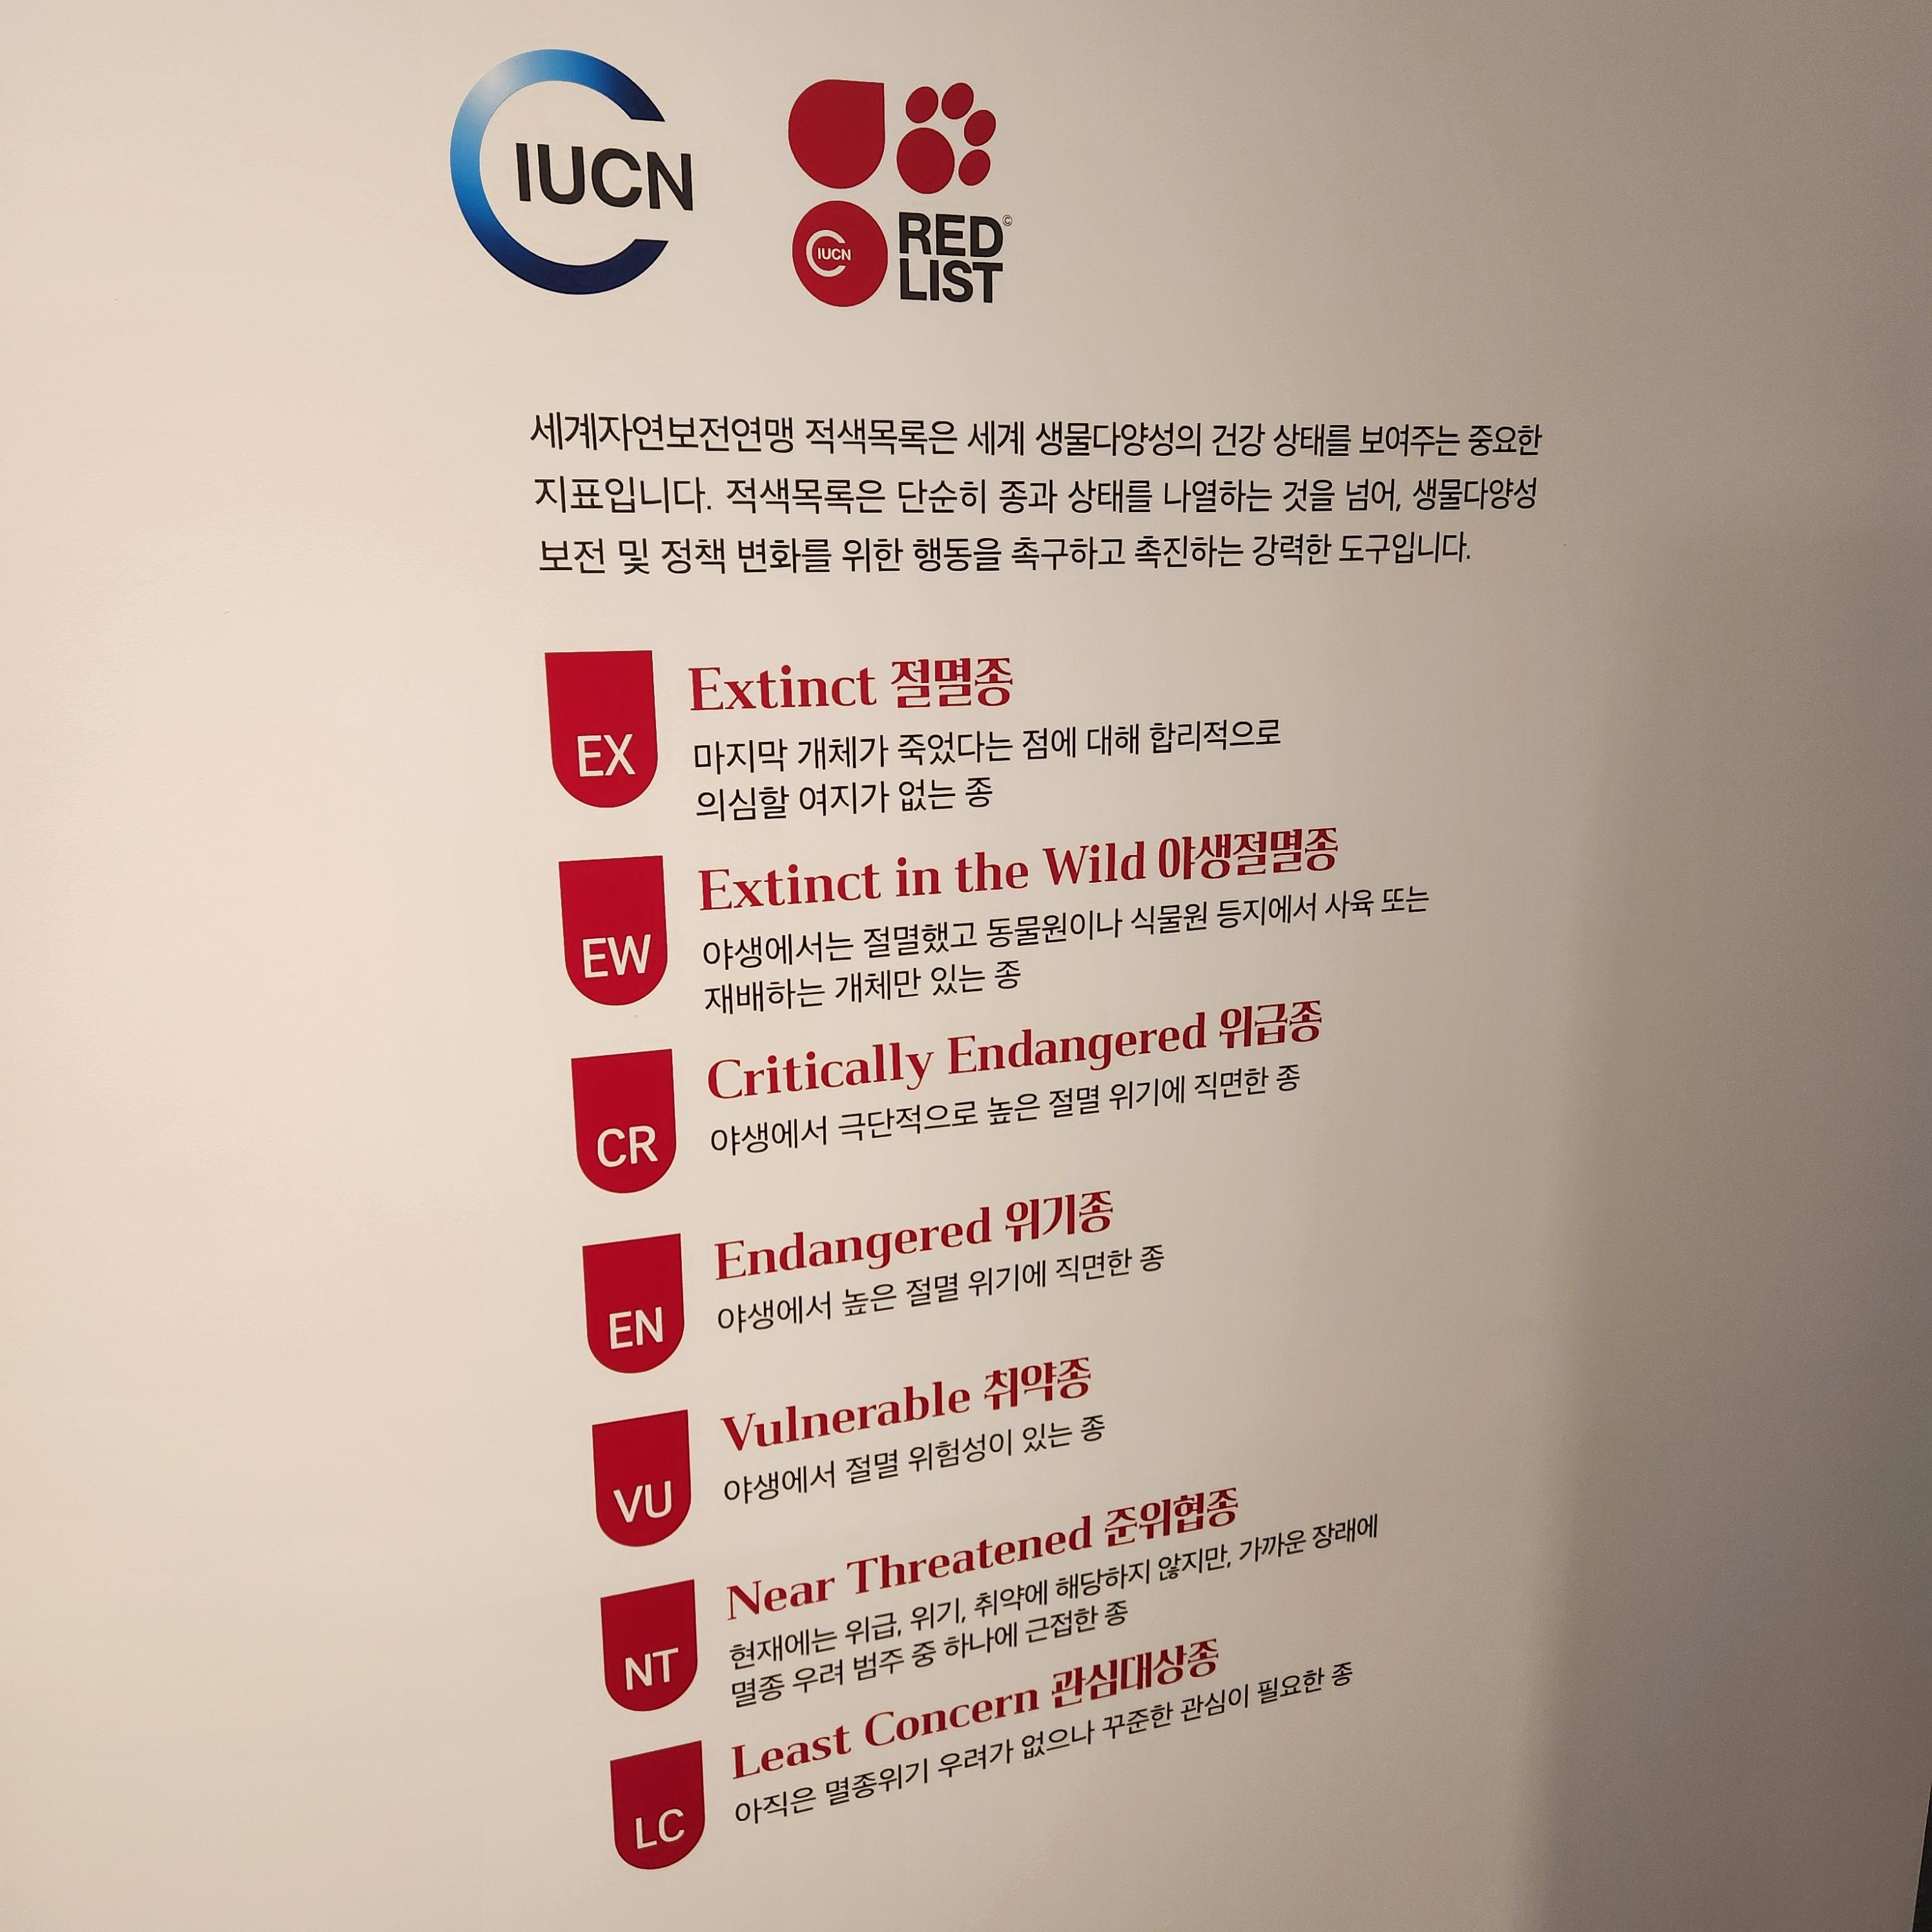 IUCN
IUCN
RED©
LIST
세계자연보전연맹 적색목록은 세계 생물다양성의 건강 상태를 보여주는 중요한
지표입니다. 적색목록은 단순히 종과 상태를 나열하는 것을 넘어, 생물다양성
보전 및 정책 변화를 위한 행동을 촉구하고 촉진하는 강력한 도구입니다.
EX
Extinct 절멸종
마지막 개체가 죽었다는 점에 대해 합리적으로
의심할 여지가 없는 종
EW
Extinct in the Wild 야생절멸종
야생에서는 절멸했고 동물원이나 식물원 등지에서 사육 또는
재배하는 개체만 있는 종
CR
Critically Endangered 위급종
야생에서 극단적으로 높은 절멸 위기에 직면한 종
EN
Endangered 위기종
야생에서 높은 절멸 위기에 직면한 종
VU
Vulnerable 취약종
야생에서 절멸 위험성이 있는 종
NT
Near Threatened 준위협종
현재에는 위급, 위기, 취약에 해당하지 않지만, 가까운 장래에
멸종 우려 범주 중 하나에 근접한 종
LC
Least Concern 관심대상종
아직은 멸종위기 우려가 없으나 꾸준한 관심이 필요한 종